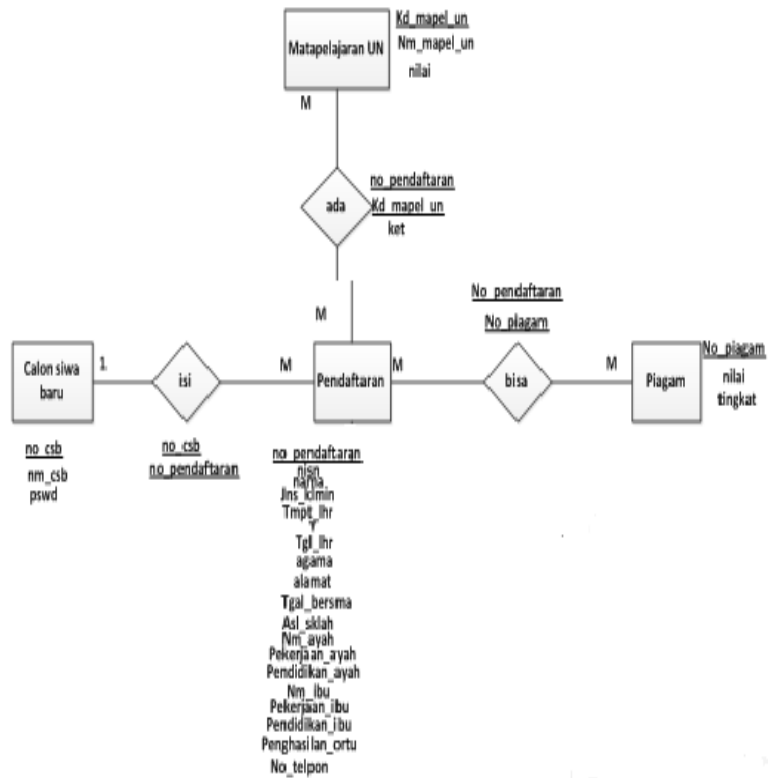 Kd_mapel_un
Matapelajaran UN
Nm_mapel_un
nilai
M
no_pendaftaran
ada
Kd_mapel_un
ket
M
No_pendaftaran
No_piagam
Calon siwa
baru
1
isi
M
Pendaftaran
M
bisa
M
Piagam
No_piagam
nilai
tingkat
no_csb
nm_csb
pswd
no_csb
no_pendaftaran
no_pendaftaran
nisn
nama
Jns_klmin
Tmpt_lhr
Tgl_lhr
agama
alamat
Tgal_bersma
Asl_sklah
Nm_ayah
Pekerjaan_ayah
Pendidikan_ayah
Nm_ibu
Pekerjaan_ibu
Pendidikan_ibu
Penghasilan_ortu
No_telpon